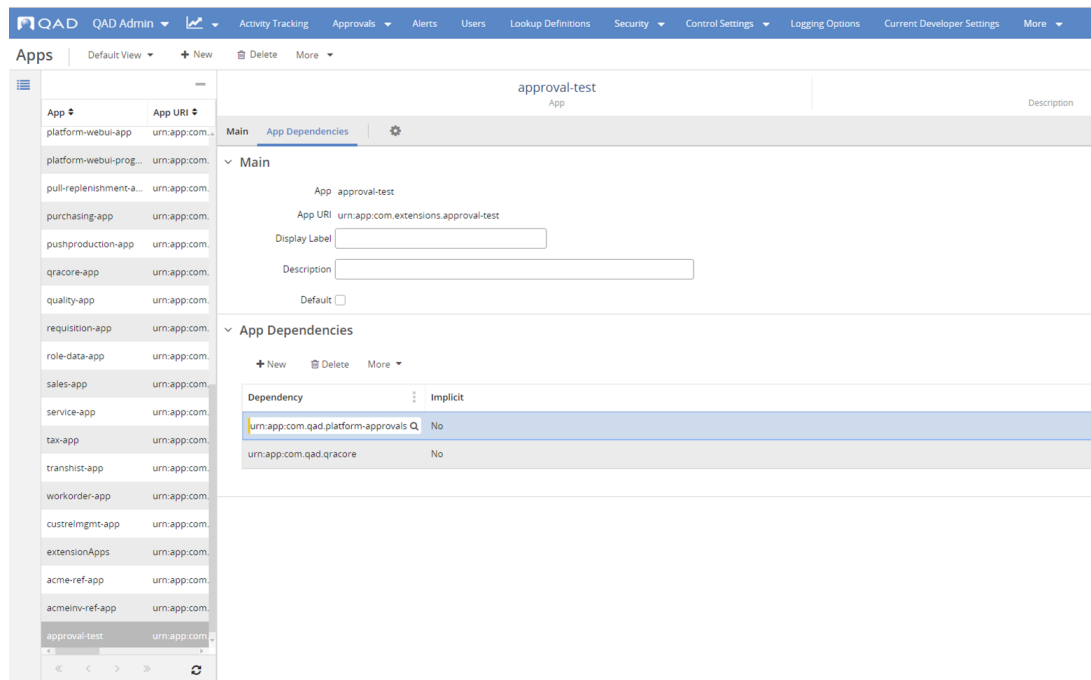 QAD QAD Admin Activity Tracking Approvals Alerts Users Lookup Definitions Security Control Settings Logging Options Current Developer Settings More
Apps Default View + New Delete More
approval-test
App
Description
App App URI
platform-webui-app urn:app:com.
platform-webui-prog... urn:app:com.
pull-replenishment-a... urn:app:com.
purchasing-app urn:app:com.
pushproduction-app urn:app:com.
qracore-app urn:app:com.
quality-app urn:app:com.
requisition-app urn:app:com.
role-data-app urn:app:com.
sales-app urn:app:com.
service-app urn:app:com.
tax-app urn:app:com.
transhist-app urn:app:com.
workorder-app urn:app:com.
custrelmgmt-app urn:app:com.
extensionApps urn:app:com.
acme-ref-app urn:app:com.
acmeinv-ref-app urn:app:com.
approval-test urn:app:com.
Main App Dependencies
Main
App approval-test
App URI urn:app:com.extensions.approval-test
Display Label
Description
Default
App Dependencies
+ New Delete More
Dependency Implicit
urn:app:com.qad.platform-approvals No
urn:app:com.qad.qracore No